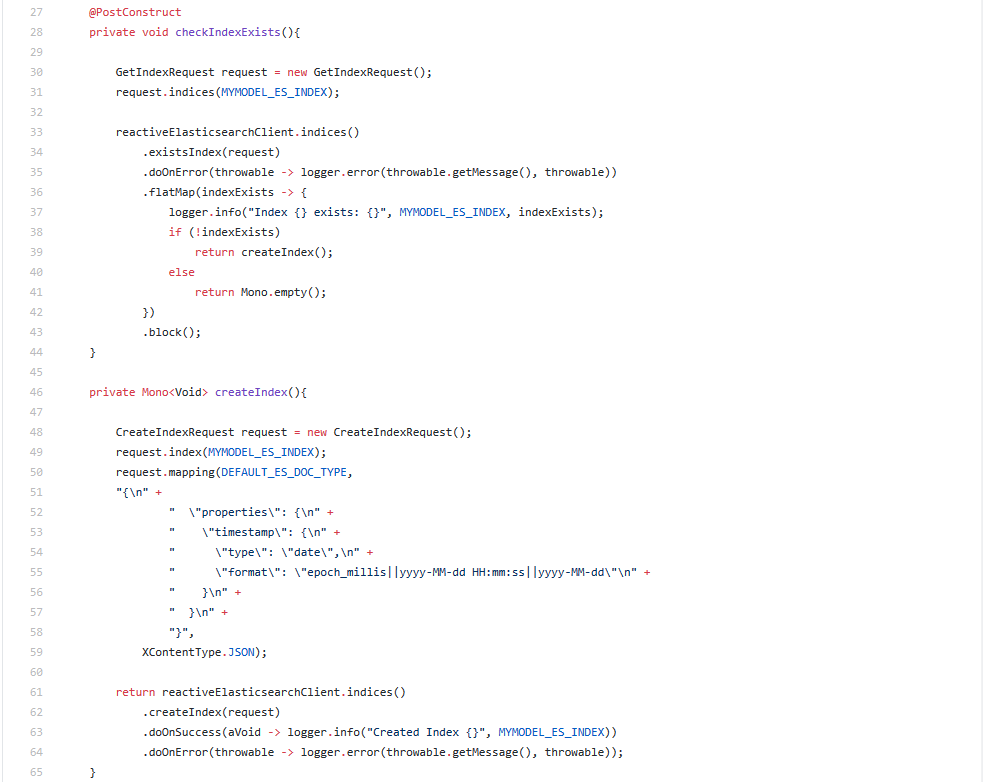 27 @PostConstruct
28 private void checkIndexExists(){
29
30 GetIndexRequest request = new GetIndexRequest();
31 request.indices(MYMODEL_ES_INDEX);
32
33 reactiveElasticsearchClient.indices()
34 .existsIndex(request)
35 .doOnError(throwable -> logger.error(throwable.getMessage(), throwable))
36 .flatMap(indexExists -> {
37 logger.info("Index {} exists: {}", MYMODEL_ES_INDEX, indexExists);
38 if (!indexExists)
39 return createIndex();
40 else
41 return Mono.empty();
42 })
43 .block();
44 }
45
46 private Mono<Void> createIndex(){
47
48 CreateIndexRequest request = new CreateIndexRequest();
49 request.index(MYMODEL_ES_INDEX);
50 request.mapping(DEFAULT_ES_DOC_TYPE,
51 "{\n" +
52 "  \"properties\": {\n" +
53 "    \"timestamp\": {\n" +
54 "      \"type\": \"date\",\n" +
55 "      \"format\": \"epoch_millis||yyyy-MM-dd HH:mm:ss||yyyy-MM-dd\"\n" +
56 "    }\n" +
57 "  }\n" +
58 "}",
59 XContentType.JSON);
60
61 return reactiveElasticsearchClient.indices()
62 .createIndex(request)
63 .doOnSuccess(aVoid -> logger.info("Created Index {}", MYMODEL_ES_INDEX))
64 .doOnError(throwable -> logger.error(throwable.getMessage(), throwable));
65 }